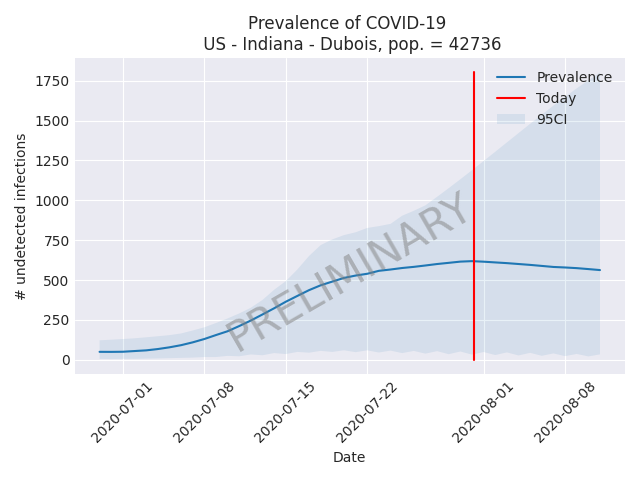 Prevalence of COVID-19
US - Indiana - Dubois, pop. = 42736
# undetected infections
1750
1500
1250
1000
750
500
250
0
Prevalence
Today
95CI
PRELIMINARY
2020-07-01
2020-07-08
2020-07-15
2020-07-22
2020-08-01
2020-08-08
Date